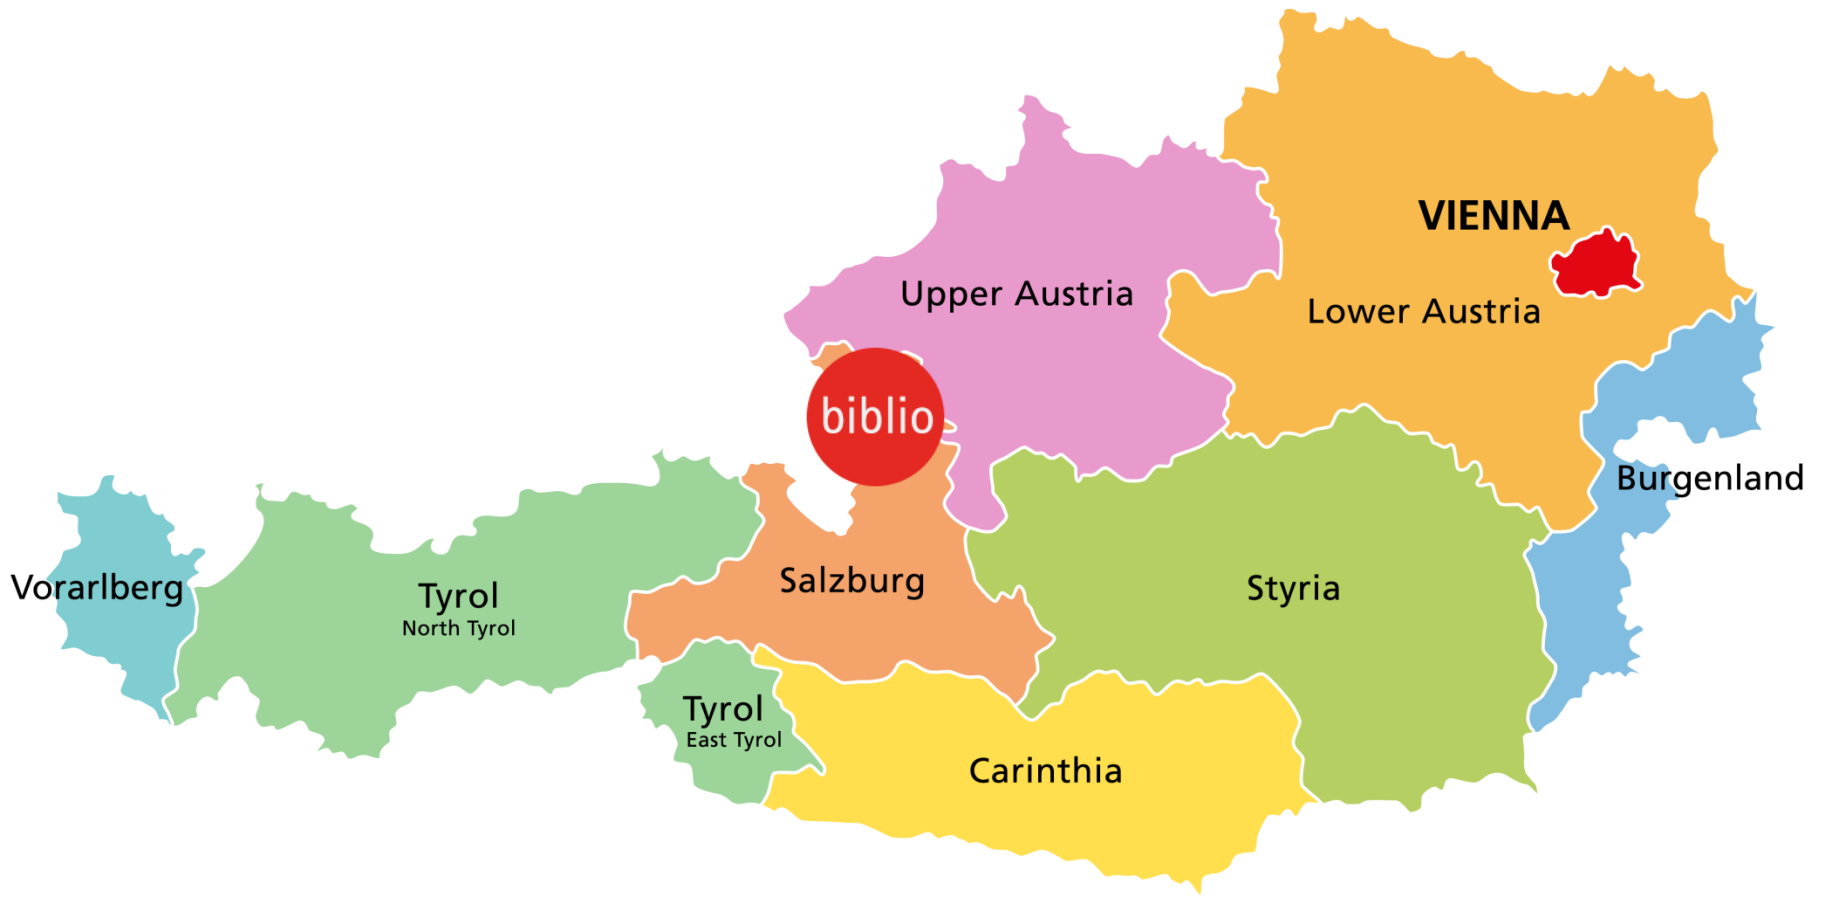 VIENNA
Upper Austria
Lower Austria
biblio
Burgenland
Vorarlberg
Tyrol
North Tyrol
Salzburg
Styria
Tyrol
East Tyrol
Carinthia